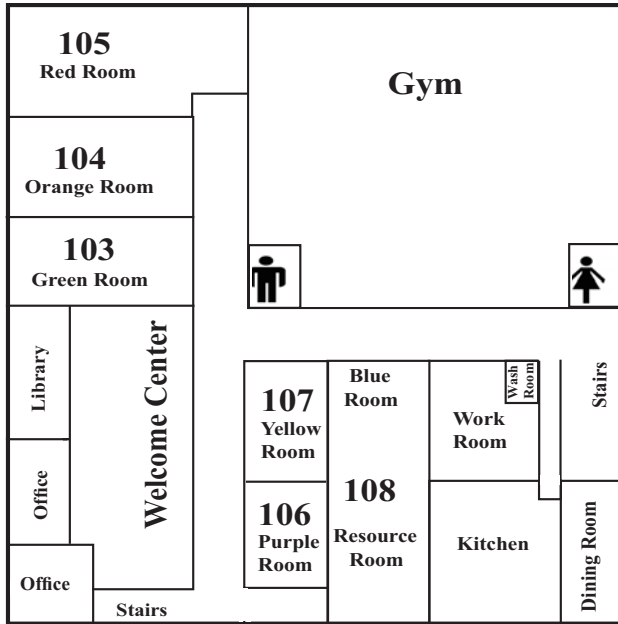 105
Red Room
Gym
104
Orange Room
103
Green Room
Library
Welcome Center
Office
Office
Stairs
107
Yellow
Room
106
Purple
Room
Blue
Room
108
Resource
Room
Wash
Room
Work
Room
Kitchen
Stairs
Dining Room